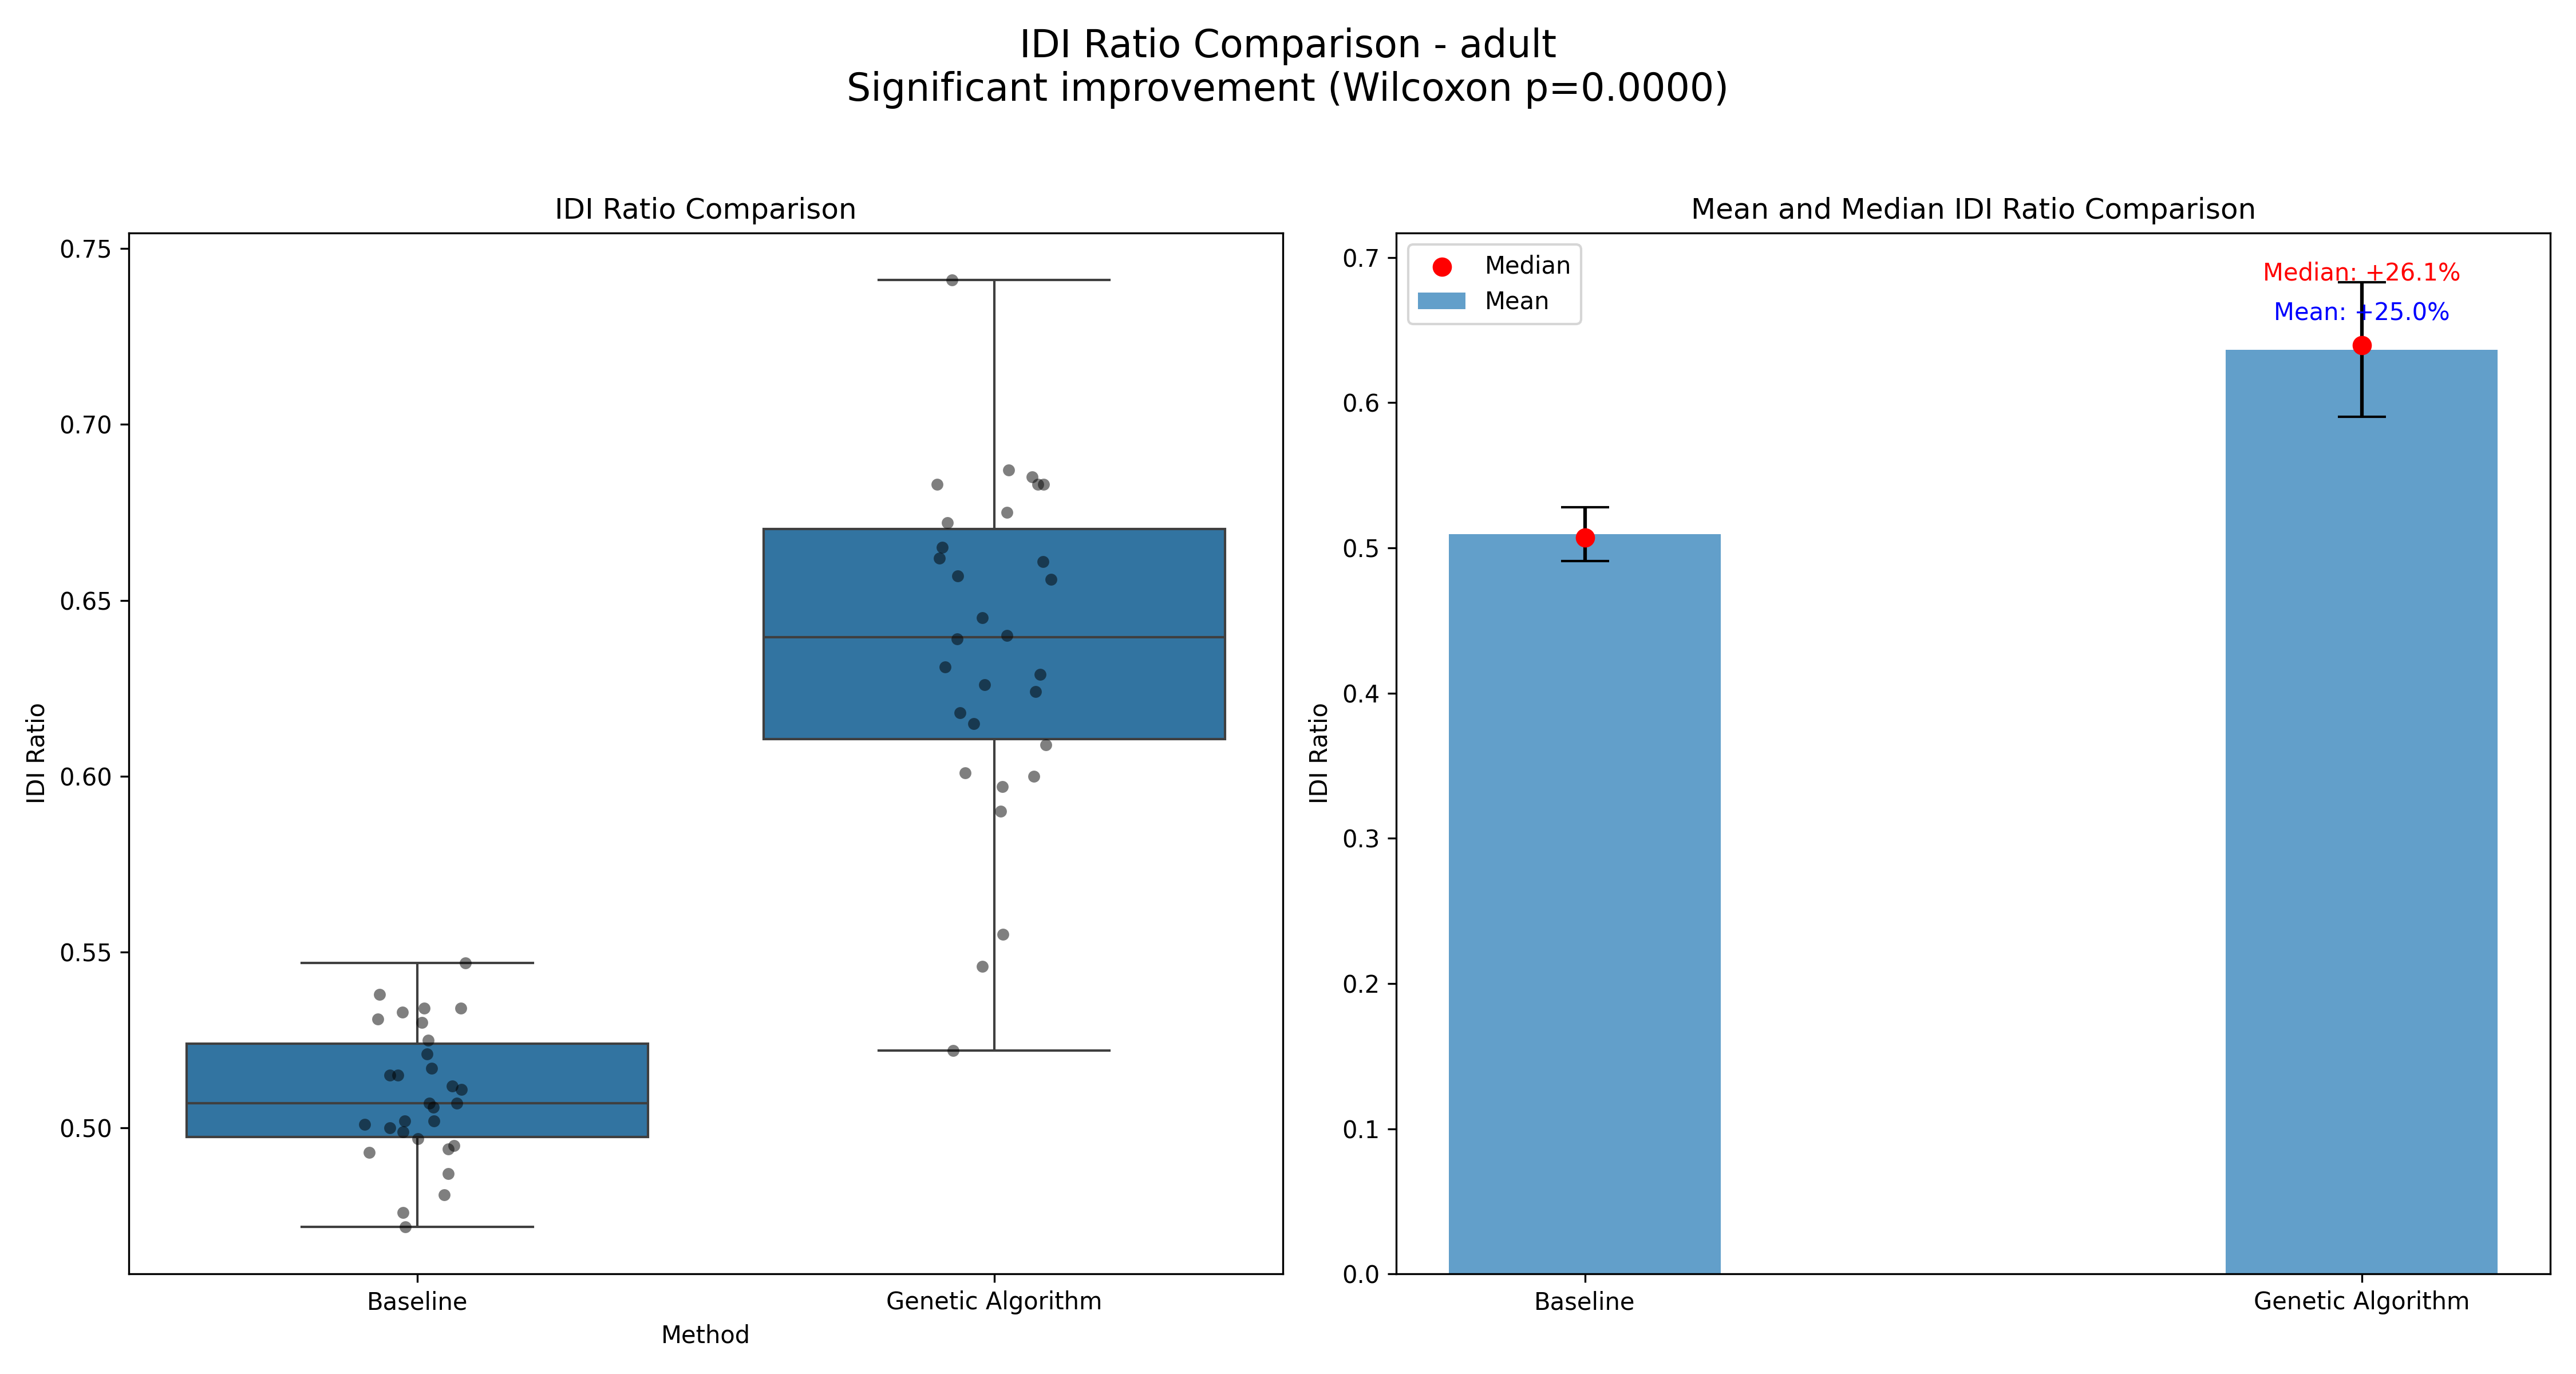 IDI Ratio Comparison - adult
Significant improvement (Wilcoxon p=0.0000)
IDI Ratio Comparison
0.75
0.70
0.65
0.60
0.55
0.50
IDI Ratio
Baseline
Genetic Algorithm
Method
Mean and Median IDI Ratio Comparison
Median
Mean
Median: +26.1%
Mean: +25.0%
0.7
0.6
0.5
0.4
0.3
0.2
0.1
0.0
IDI Ratio
Baseline
Genetic Algorithm